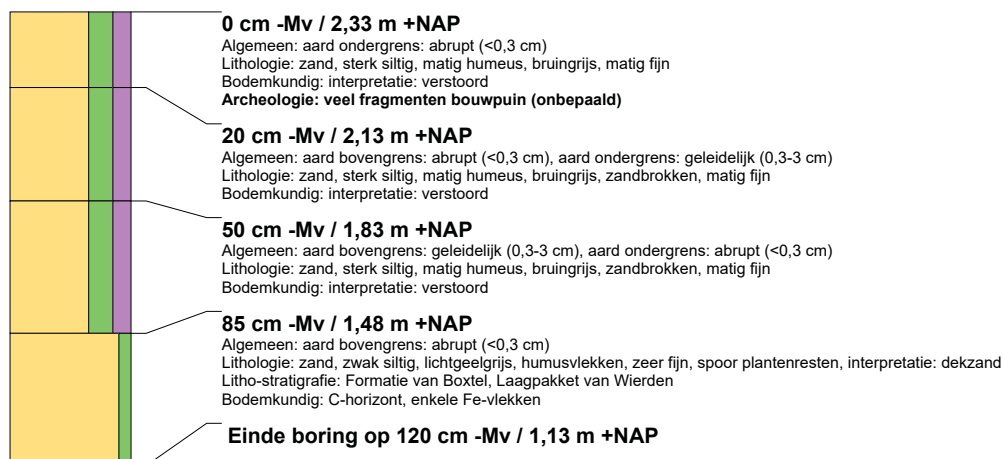 0 cm -Mv / 2,33 m +NAP
Algemeen: aard ondergrens: abrupt (<0,3 cm)
Lithologie: zand, sterk siltig, matig humeus, bruingrijs, matig fijn
Bodemkundig: interpretatie: verstoord
Archeologie: veel fragmenten bouwpuin (onbepaald)
20 cm -Mv / 2,13 m +NAP
Algemeen: aard bovengrens: abrupt (<0,3 cm), aard ondergrens: geleidelijk (0,3-3 cm)
Lithologie: zand, sterk siltig, matig humeus, bruingrijs, zandbrokken, matig fijn
Bodemkundig: interpretatie: verstoord
50 cm -Mv / 1,83 m +NAP
Algemeen: aard bovengrens: geleidelijk (0,3-3 cm), aard ondergrens: abrupt (<0,3 cm)
Lithologie: zand, sterk siltig, matig humeus, bruingrijs, zandbrokken, matig fijn
Bodemkundig: interpretatie: verstoord
85 cm -Mv / 1,48 m +NAP
Algemeen: aard bovengrens: abrupt (<0,3 cm)
Lithologie: zand, zwak siltig, lichtgeelgrijs, humusvlekken, zeer fijn, spoor plantenresten, interpretatie: dekzand
Litho-stratigrafie: Formatie van Boxtel, Laagpakket van Wierden
Bodemkundig: C-horizont, enkele Fe-vlekken
Einde boring op 120 cm -Mv / 1,13 m +NAP